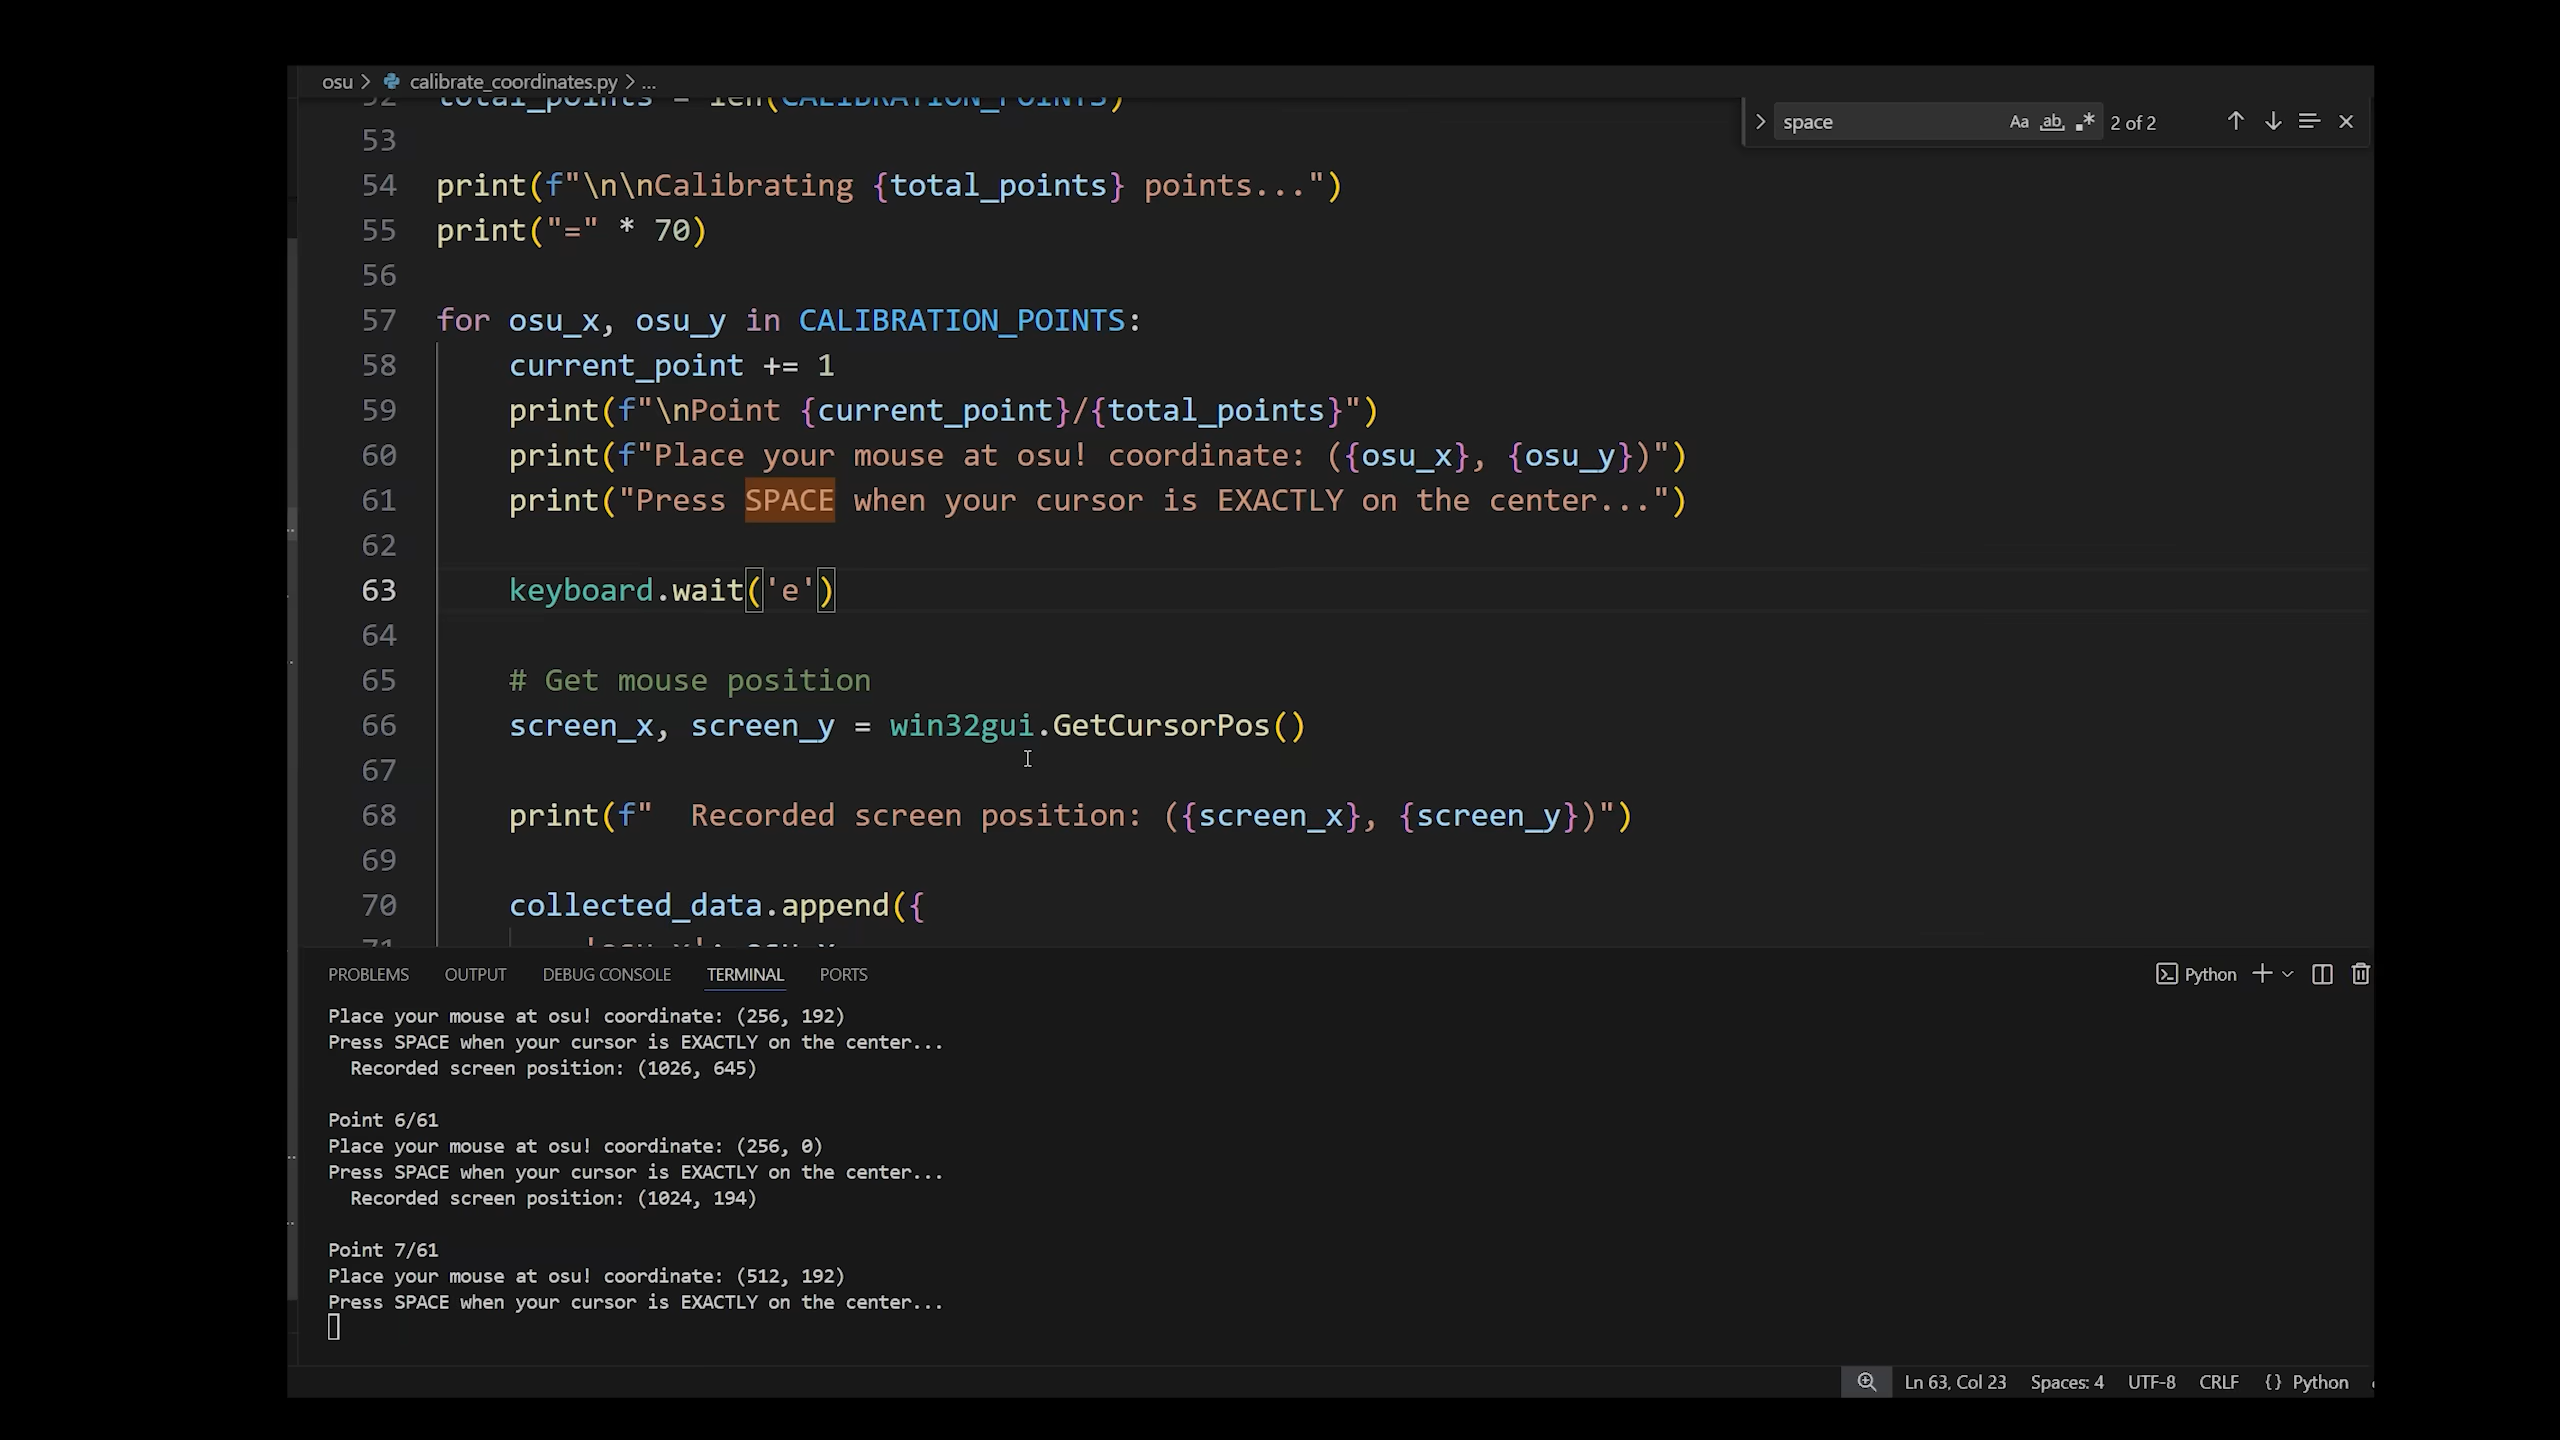 osu > calibrate_coordinates.py > ...
space Aa ab .* 2 of 2
52 total_points = len(CALIBRATION_POINTS)
53
54 print(f"\n\nCalibrating {total_points} points...")
55 print("=" * 70)
56
57 for osu_x, osu_y in CALIBRATION_POINTS:
58 current_point += 1
59 print(f"\nPoint {current_point}/{total_points}")
60 print(f"Place your mouse at osu! coordinate: ({osu_x}, {osu_y})")
61 print("Press SPACE when your cursor is EXACTLY on the center...")
62
63 keyboard.wait('e')
64
65 # Get mouse position
66 screen_x, screen_y = win32gui.GetCursorPos()
67
68 print(f"  Recorded screen position: ({screen_x}, {screen_y})")
69
70 collected_data.append({
71 'osu_x': osu_x,
PROBLEMS OUTPUT DEBUG CONSOLE TERMINAL PORTS Python
Place your mouse at osu! coordinate: (256, 192)
Press SPACE when your cursor is EXACTLY on the center...
Recorded screen position: (1026, 645)
Point 6/61
Place your mouse at osu! coordinate: (256, 0)
Press SPACE when your cursor is EXACTLY on the center...
Recorded screen position: (1024, 194)
Point 7/61
Place your mouse at osu! coordinate: (512, 192)
Press SPACE when your cursor is EXACTLY on the center...
Ln 63, Col 23 Spaces: 4 UTF-8 CRLF {} Python